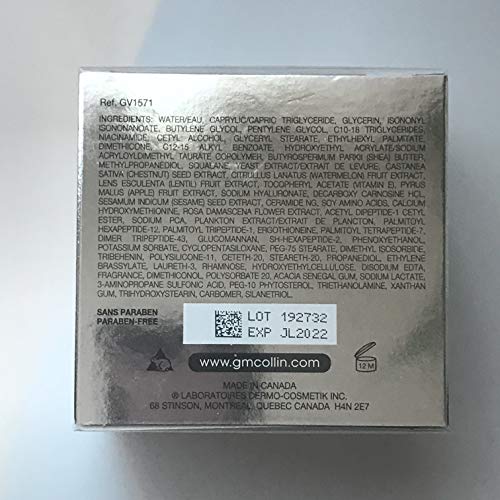 Ref. GV1571
INGREDIENTS: WATER/EAU, CAPRYLIC/CAPRIC TRIGLYCERIDE, GLYCERIN, ISONONYL
ISONONANOATE, BUTYLENE GLYCOL, PENTYLENE GLYCOL, C10-18 TRIGLYCERIDES,
NIACINAMIDE, CETYL ALCOHOL, GLYCERYL STEARATE, ETHYLHEXYL PALMITATE,
DIMETHICONE, C12-15 ALKYL BENZOATE, HYDROXYETHYL ACRYLATE/SODIUM
ACRYLOYLDIMETHYL TAURATE COPOLYMER, BUTYROSPERMUM PARKII (SHEA) BUTTER,
METHYLPROPANEDIOL, SQUALANE, YEAST EXTRACT/EXTRAIT DE LEVURE, CASTANEA
SATIVA (CHESTNUT) SEED EXTRACT, CITRULLUS LANATUS (WATERMELON) FRUIT EXTRACT,
LENS ESCULENTA (LENTIL) FRUIT EXTRACT, TOCOPHERYL ACETATE (VITAMIN E), PYRUS
MALUS (APPLE) FRUIT EXTRACT, SODIUM HYALURONATE, DECARBOXY CARNOSINE HCL,
SESAMUM INDICUM (SESAME) SEED EXTRACT, CERAMIDE NG, SOY AMINO ACIDS, CALCIUM
HYDROXYMETHIONINE, ROSA DAMASCENA FLOWER EXTRACT, ACETYL DIPEPTIDE-1 CETYL
ESTER, SODIUM PCA, PLANKTON EXTRACT/EXTRAIT DE PLANCTON, PALMITOYL
HEXAPEPTIDE-12, PALMITOYL TRIPEPTIDE-1, ERGOTHIONEINE, PALMITOYL TETRAPEPTIDE-7,
DIMER TRIPEPTIDE-43, GLUCOMANNAN, SH-HEXAPEPTIDE-2, PHENOXYETHANOL,
POTASSIUM SORBATE, CYCLOPENTASILOXANE, PEG-75 STEARATE, DIMETHYL ISOSORBIDE,
TRIBEHENIN, POLYSILICONE-11, CETETH-20, STEARETH-20, PROPANEDIOL, ETHYLENE
BRASSYLATE, LAURETH-3, RHAMNOSE, HYDROXYETHYLCELLULOSE, DISODIUM EDTA,
FRAGRANCE, DIMETHICONOL, POLYSORBATE 20, ACACIA SENEGAL GUM, SODIUM LACTATE,
3-AMINOPROPANE SULFONIC ACID, PEG-10 PHYTOSTEROL, TRIETHANOLAMINE, XANTHAN
GUM, TRIHYDROXYSTEARIN, CARBOMER, SILANETRIOL.
SANS PARABEN
PARABEN-FREE
LOT 192732
EXP JL2022
www.gmcollin.com
12 M
MADE IN CANADA
® LABORATOIRES DERMO-COSMETIK INC.
68 STINSON, MONTREAL, QUEBEC CANADA H4N 2E7